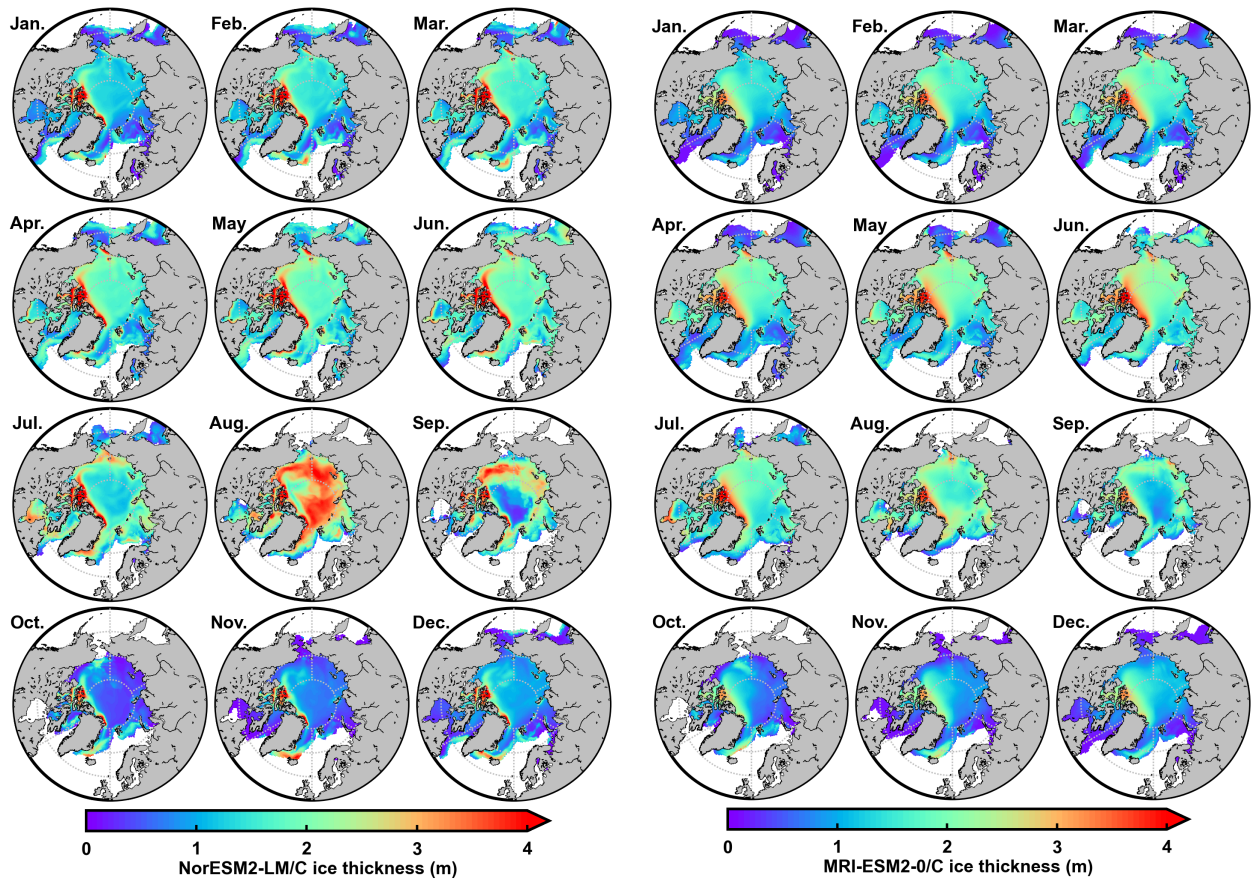 Jan. Feb. Mar. Jan. Feb. Mar.
Apr. May Jun. Apr. May Jun.
Jul. Aug. Sep. Jul. Aug. Sep.
Oct. Nov. Dec. Oct. Nov. Dec.
0 1 2 3 4 0 1 2 3 4
NorESM2-LM/C ice thickness (m) MRI-ESM2-0/C ice thickness (m)